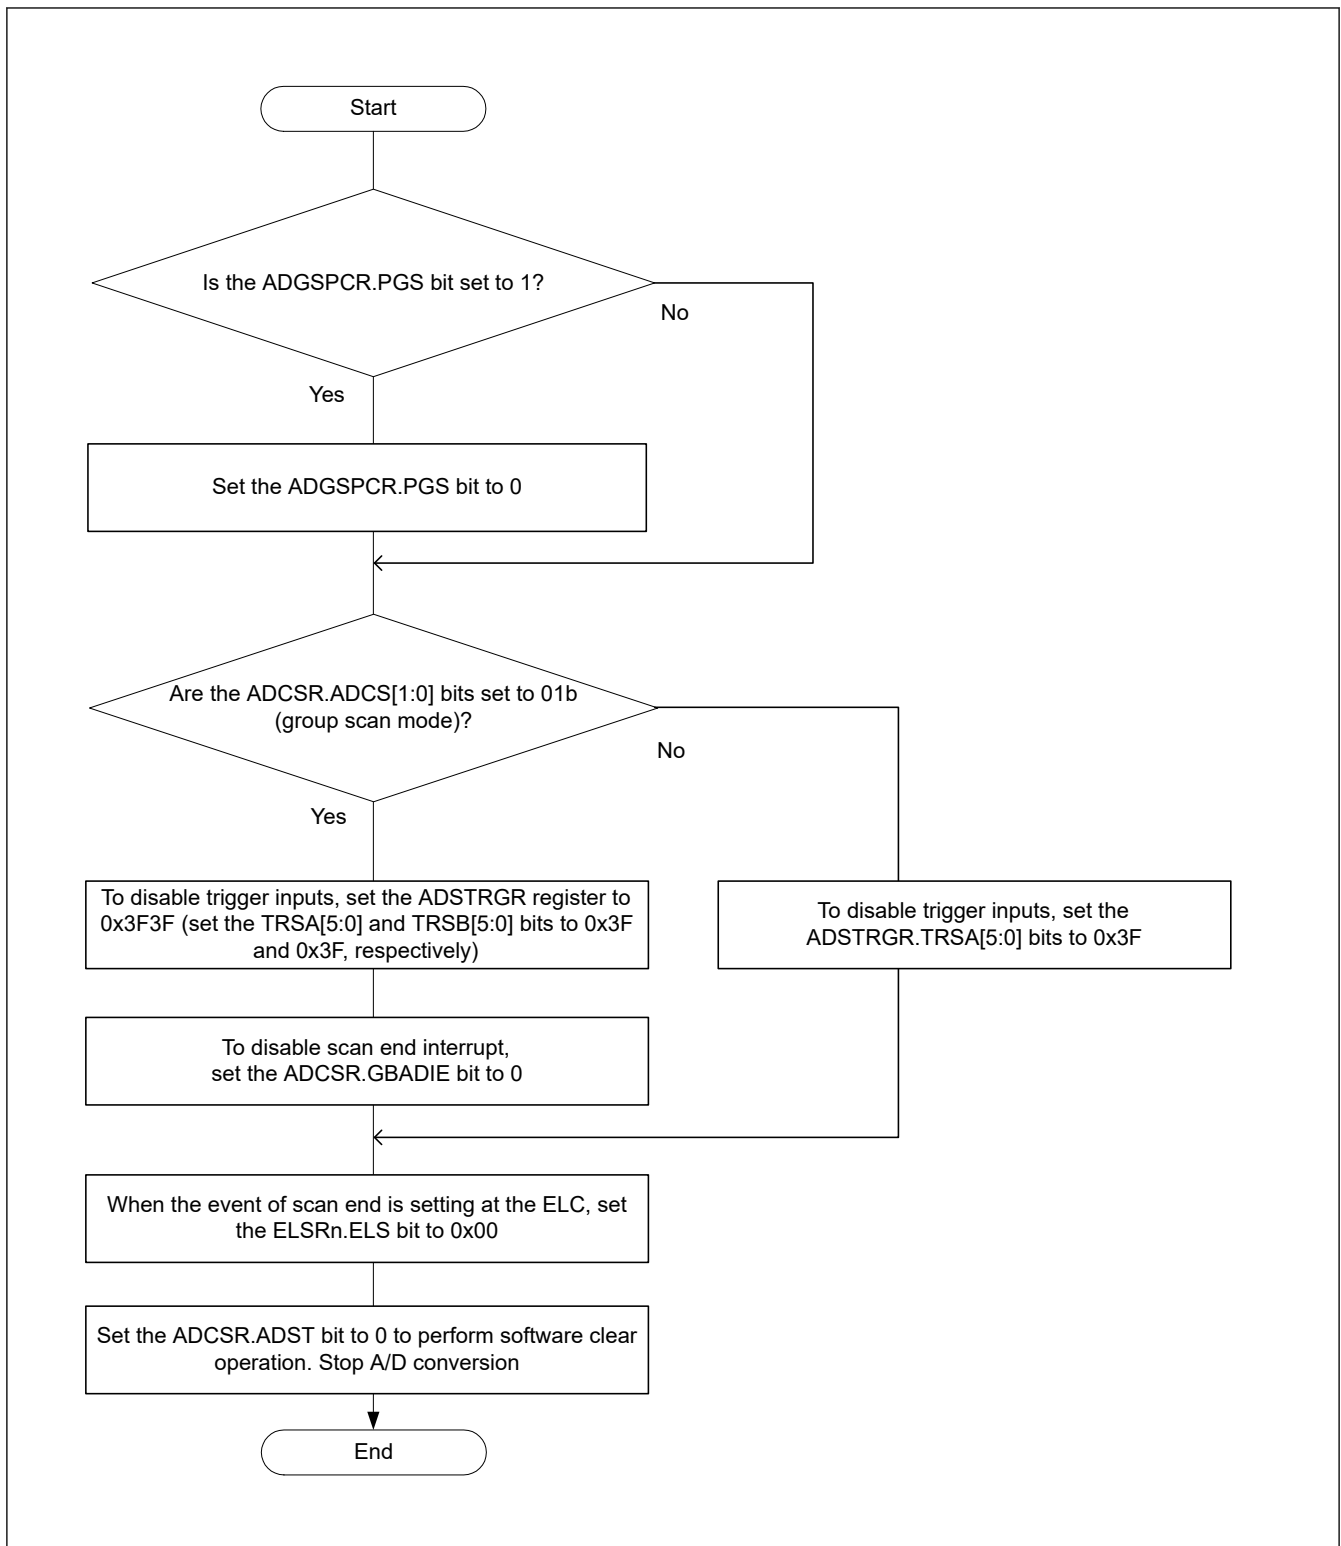 Start
Is the ADGSPCR.PGS bit set to 1?
No
Yes
Set the ADGSPCR.PGS bit to 0
Are the ADCSR.ADCS[1:0] bits set to 01b
(group scan mode)?
No
Yes
To disable trigger inputs, set the ADSTRGR register to
0x3F3F (set the TRSA[5:0] and TRSB[5:0] bits to 0x3F
and 0x3F, respectively)
To disable trigger inputs, set the
ADSTRGR.TRSA[5:0] bits to 0x3F
To disable scan end interrupt,
set the ADCSR.GBADIE bit to 0
When the event of scan end is setting at the ELC, set
the ELSRn.ELS bit to 0x00
Set the ADCSR.ADST bit to 0 to perform software clear
operation. Stop A/D conversion
End